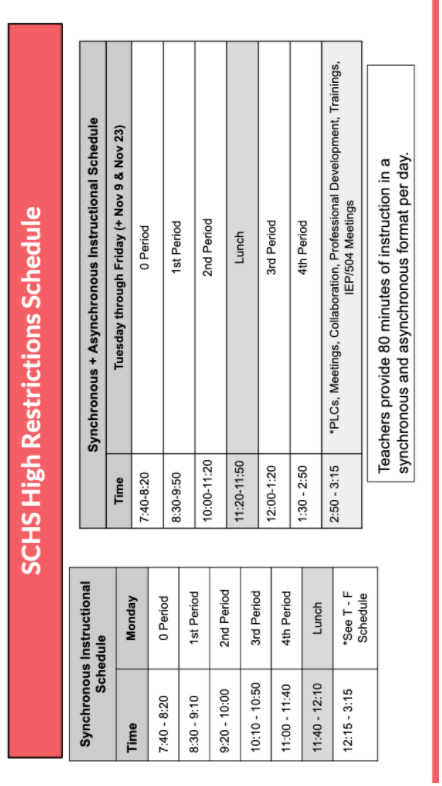 SCHS High Restrictions Schedule
Synchronous Instructional
Schedule
Time Monday
7:40 - 8:20 0 Period
8:30 - 9:10 1st Period
9:20 - 10:00 2nd Period
10:10 - 10:50 3rd Period
11:00 - 11:40 4th Period
11:40 - 12:10 Lunch
12:15 - 3:15 *See T - F
Schedule
Synchronous + Asynchronous Instructional Schedule
Time Tuesday through Friday (+ Nov 9 & Nov 23)
7:40-8:20 0 Period
8:30-9:50 1st Period
10:00-11:20 2nd Period
11:20-11:50 Lunch
12:00-1:20 3rd Period
1:30 - 2:50 4th Period
2:50 - 3:15 *PLCs, Meetings, Collaboration, Professional Development, Trainings,
IEP/504 Meetings
Teachers provide 80 minutes of instruction in a
synchronous and asynchronous format per day.